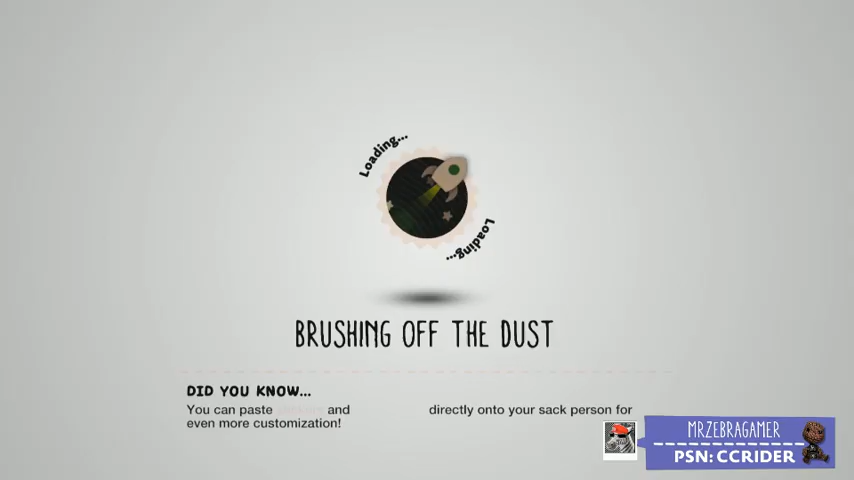 Loading...
Loading...
BRUSHING OFF THE DUST
DID YOU KNOW...
You can paste and directly onto your sack person for
even more customization!
MRZEBRAGAMER
PSN: CCRIDER